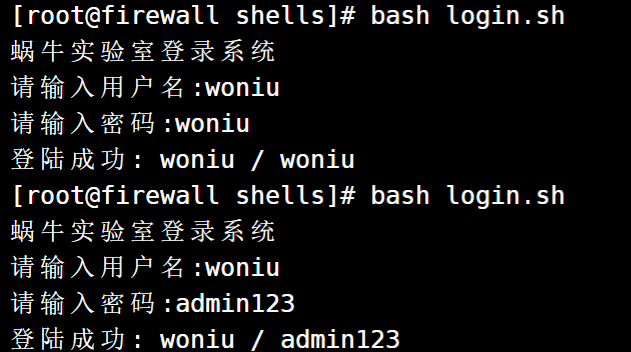 [root@firewall shells]# bash login.sh
蜗牛实验室登录系统
请输入用户名:woniu
请输入密码:woniu
登陆成功: woniu / woniu
[root@firewall shells]# bash login.sh
蜗牛实验室登录系统
请输入用户名:woniu
请输入密码:admin123
登陆成功: woniu / admin123